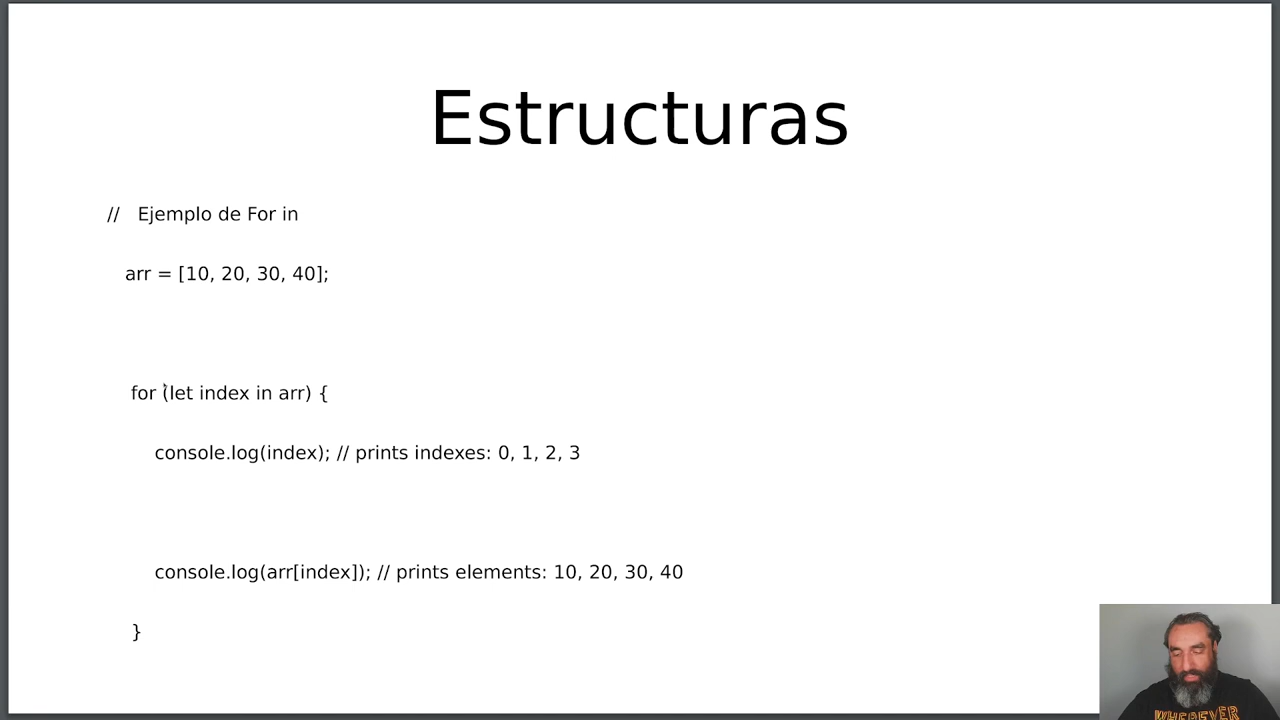 Estructuras
// Ejemplo de For in
arr = [10, 20, 30, 40];
for (let index in arr) {
console.log(index); // prints indexes: 0, 1, 2, 3
console.log(arr[index]); // prints elements: 10, 20, 30, 40
}
WHEREVER